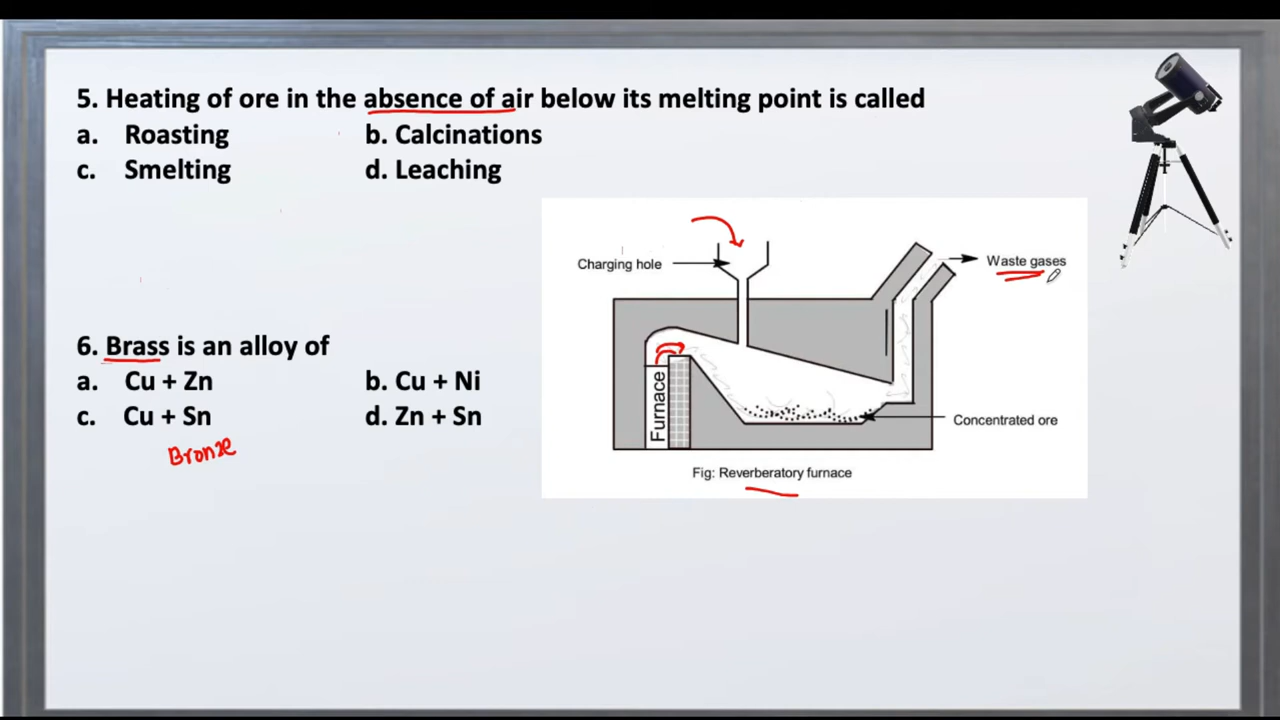 5. Heating of ore in the absence of air below its melting point is called
a. Roasting b. Calcinations
c. Smelting d. Leaching
Charging hole
Waste gases
6. Brass is an alloy of
a. Cu + Zn b. Cu + Ni
c. Cu + Sn d. Zn + Sn
Bronze
Furnace
Concentrated ore
Fig: Reverberatory furnace